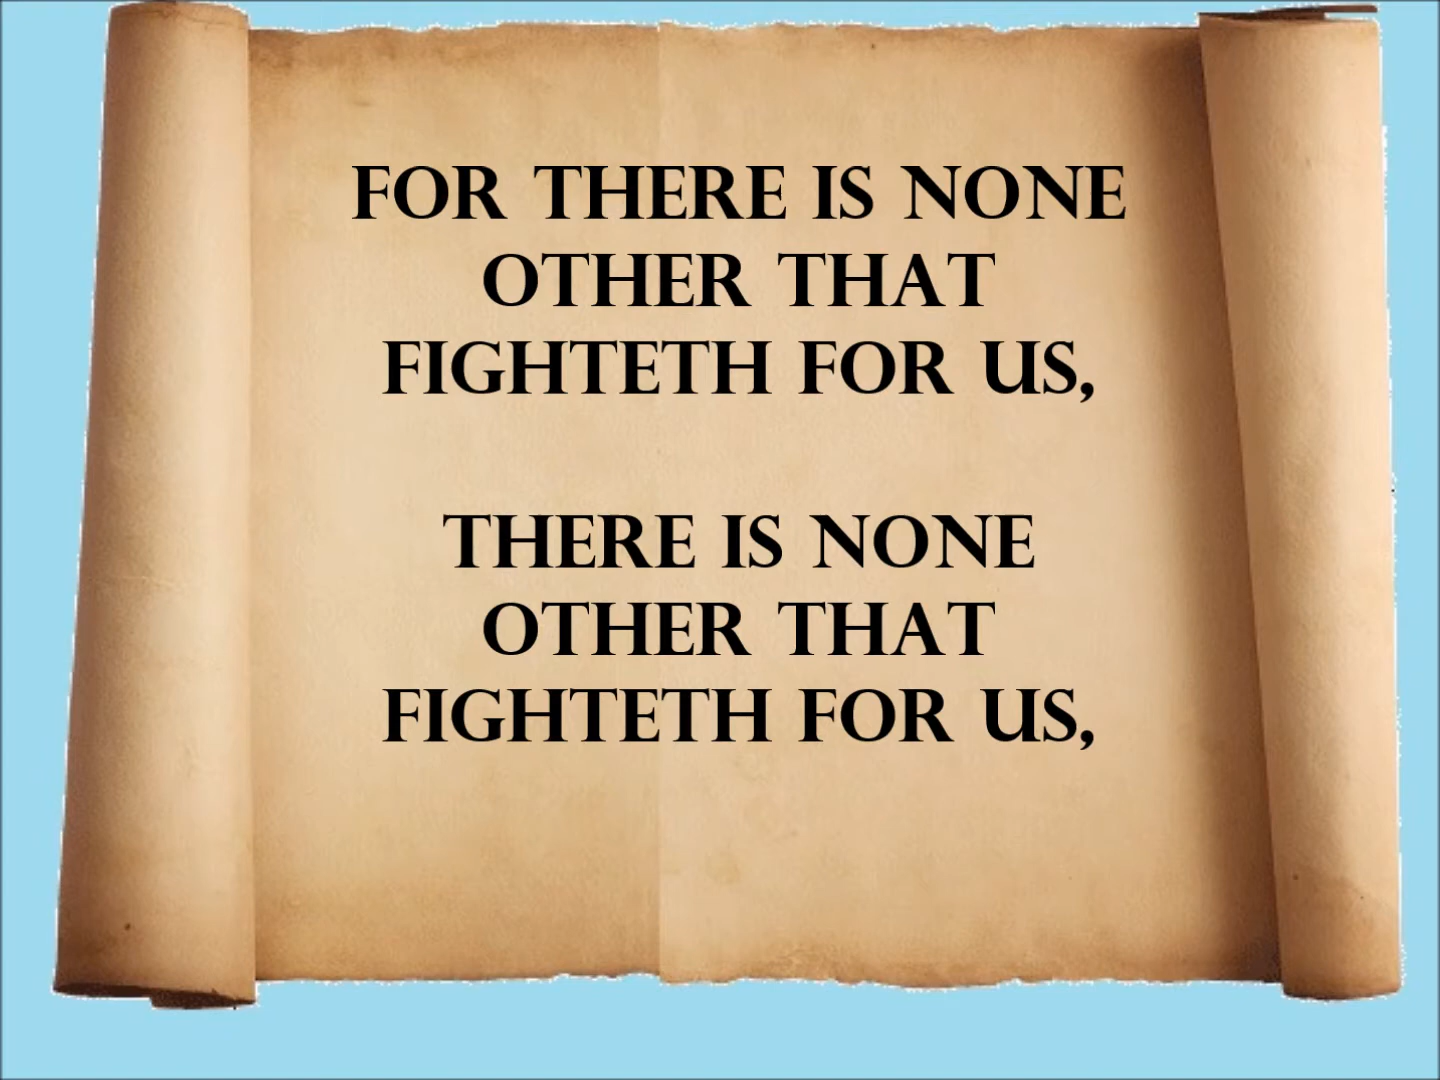 FOR THERE IS NONE
OTHER THAT
FIGHTETH FOR US,
THERE IS NONE
OTHER THAT
FIGHTETH FOR US,